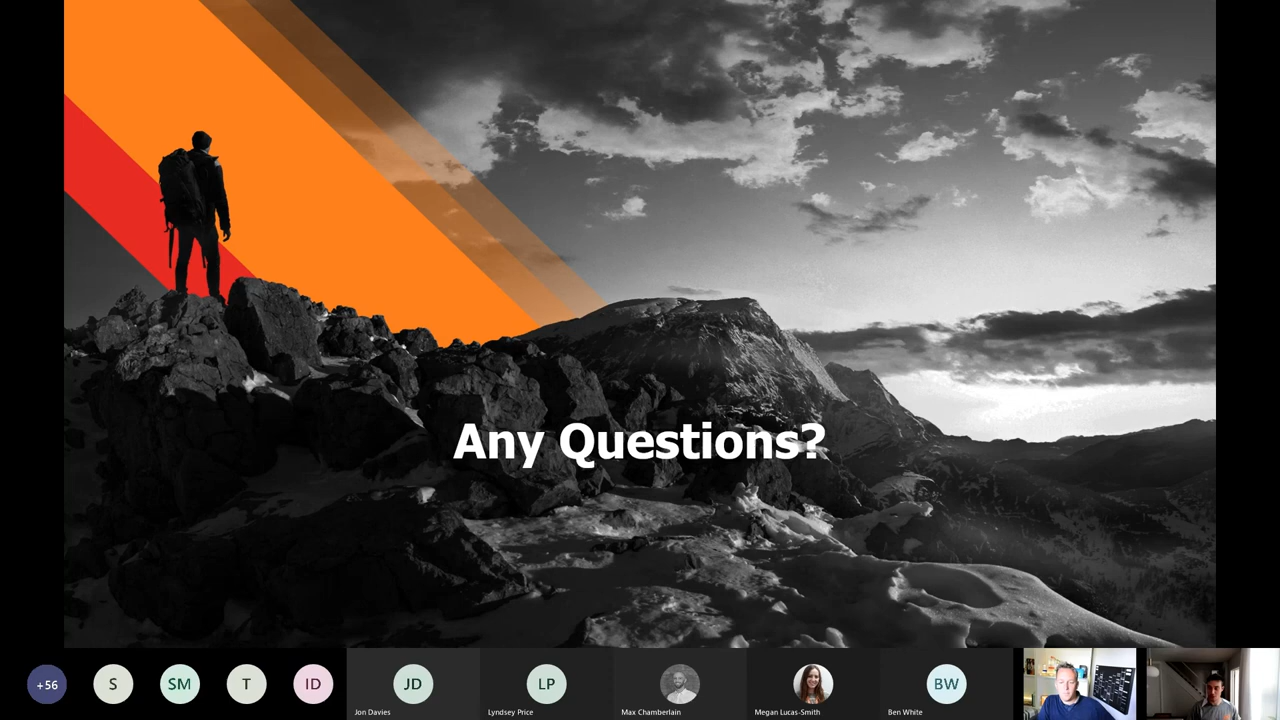 Any Questions?
+56
S
SM
T
ID
JD
LP
BW
Jon Davies
Lyndsey Price
Max Chamberlain
Megan Lucas-Smith
Ben White